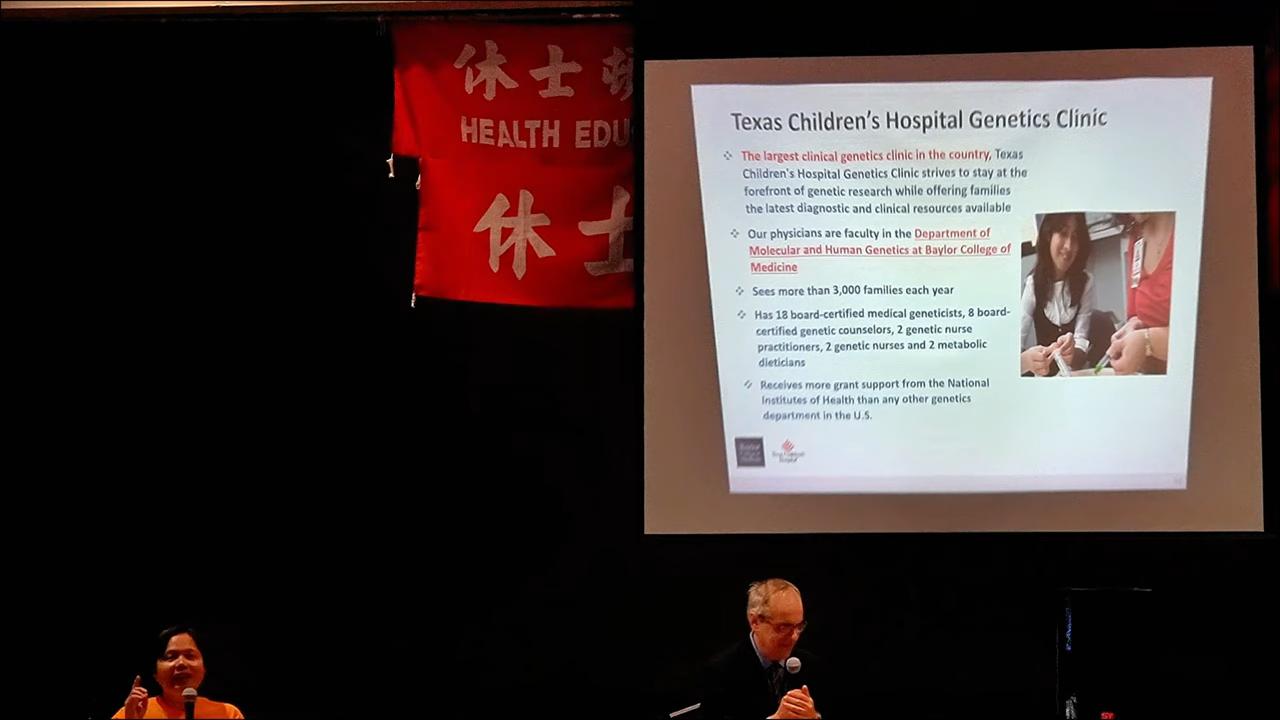 休士頓
HEALTH EDU
休士
Texas Children's Hospital Genetics Clinic
The largest clinical genetics clinic in the country, Texas
Children's Hospital Genetics Clinic strives to stay at the
forefront of genetic research while offering families
the latest diagnostic and clinical resources available
Our physicians are faculty in the Department of
Molecular and Human Genetics at Baylor College of
Medicine
Sees more than 3,000 families each year
Has 18 board-certified medical geneticists, 8 board-
certified genetic counselors, 2 genetic nurse
practitioners, 2 genetic nurses and 2 metabolic
dieticians
Receives more grant support from the National
Institutes of Health than any other genetics
department in the U.S.